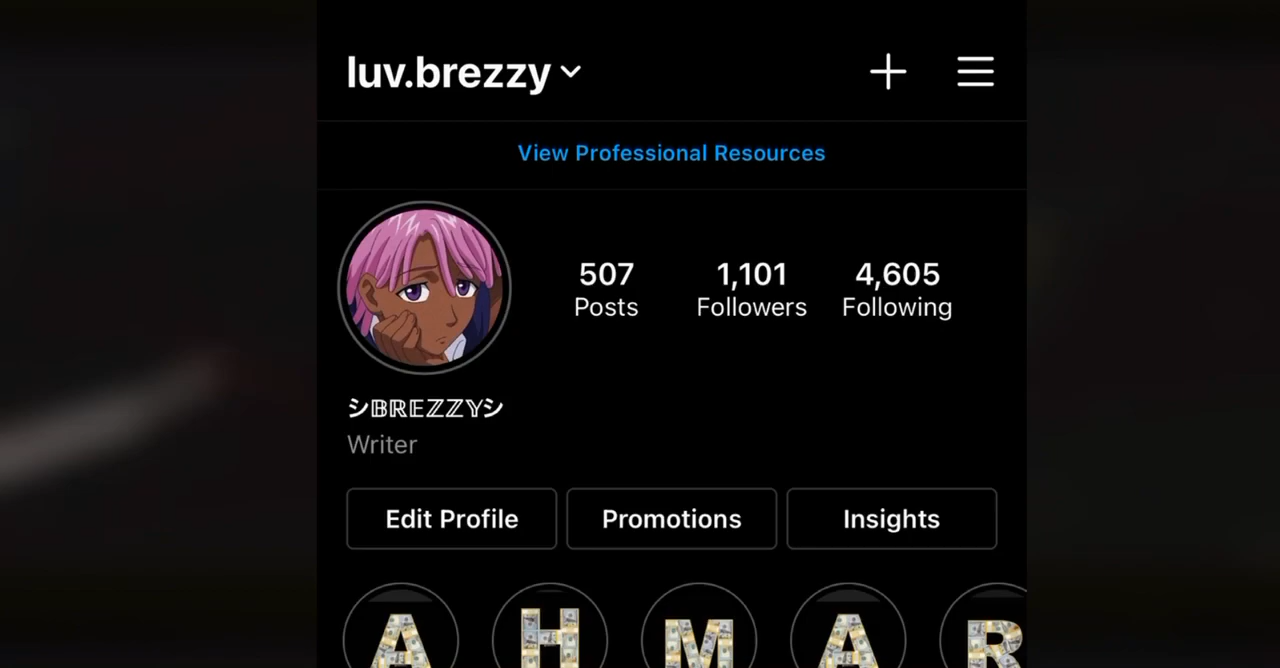 luv.brezzy
View Professional Resources
507 1,101 4,605
Posts Followers Following
シ𝔹ℝ𝔼ℤℤ𝕐シ
Writer
Edit Profile Promotions Insights
A H M A R